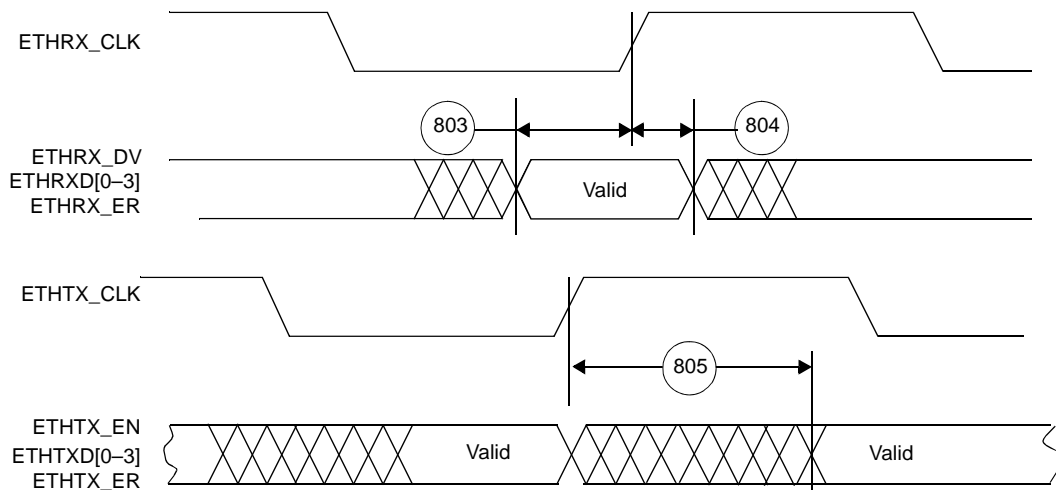 ETHRX_CLK
803
804
ETHRX_DV
ETHRXD[0–3]
ETHRX_ER
Valid
ETHTX_CLK
805
ETHTX_EN
ETHTXD[0–3]
ETHTX_ER
Valid
Valid